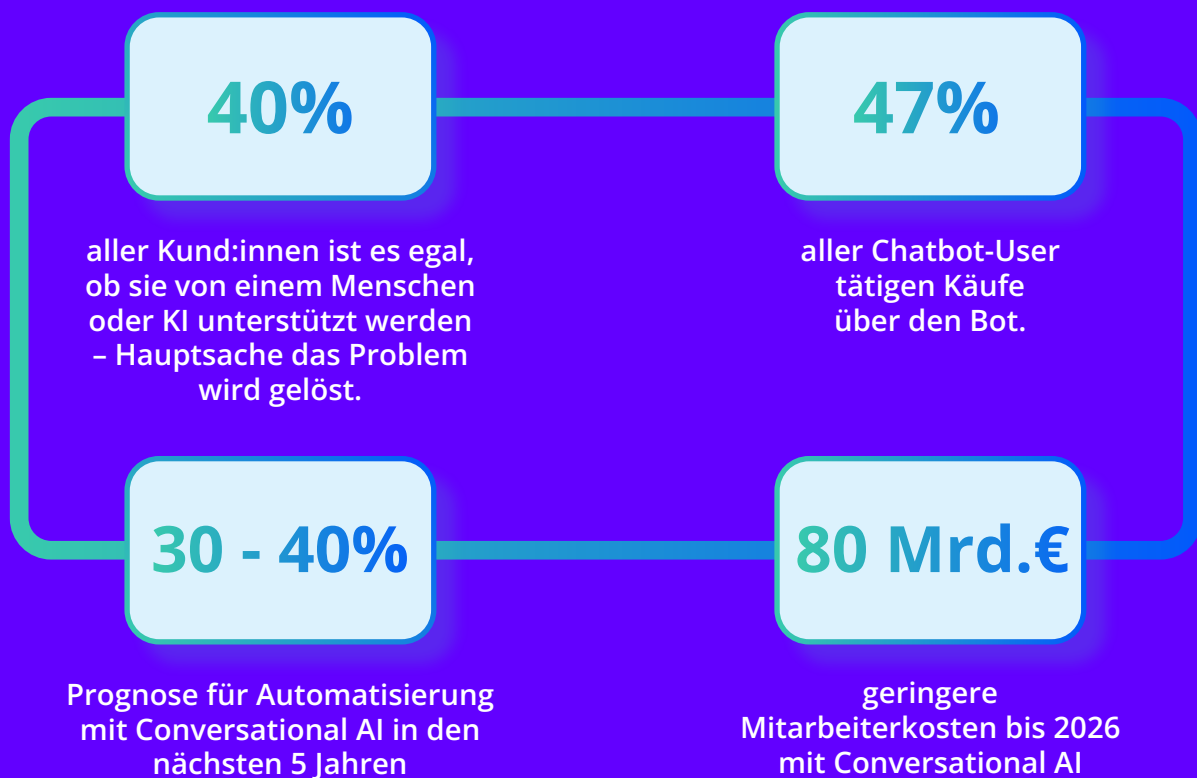 40%
aller Kund:innen ist es egal,
ob sie von einem Menschen
oder KI unterstützt werden
– Hauptsache das Problem
wird gelöst.
47%
aller Chatbot-User
tätigen Käufe
über den Bot.
30 - 40%
Prognose für Automatisierung
mit Conversational AI in den
nächsten 5 Jahren
80 Mrd.€
geringere
Mitarbeiterkosten bis 2026
mit Conversational AI